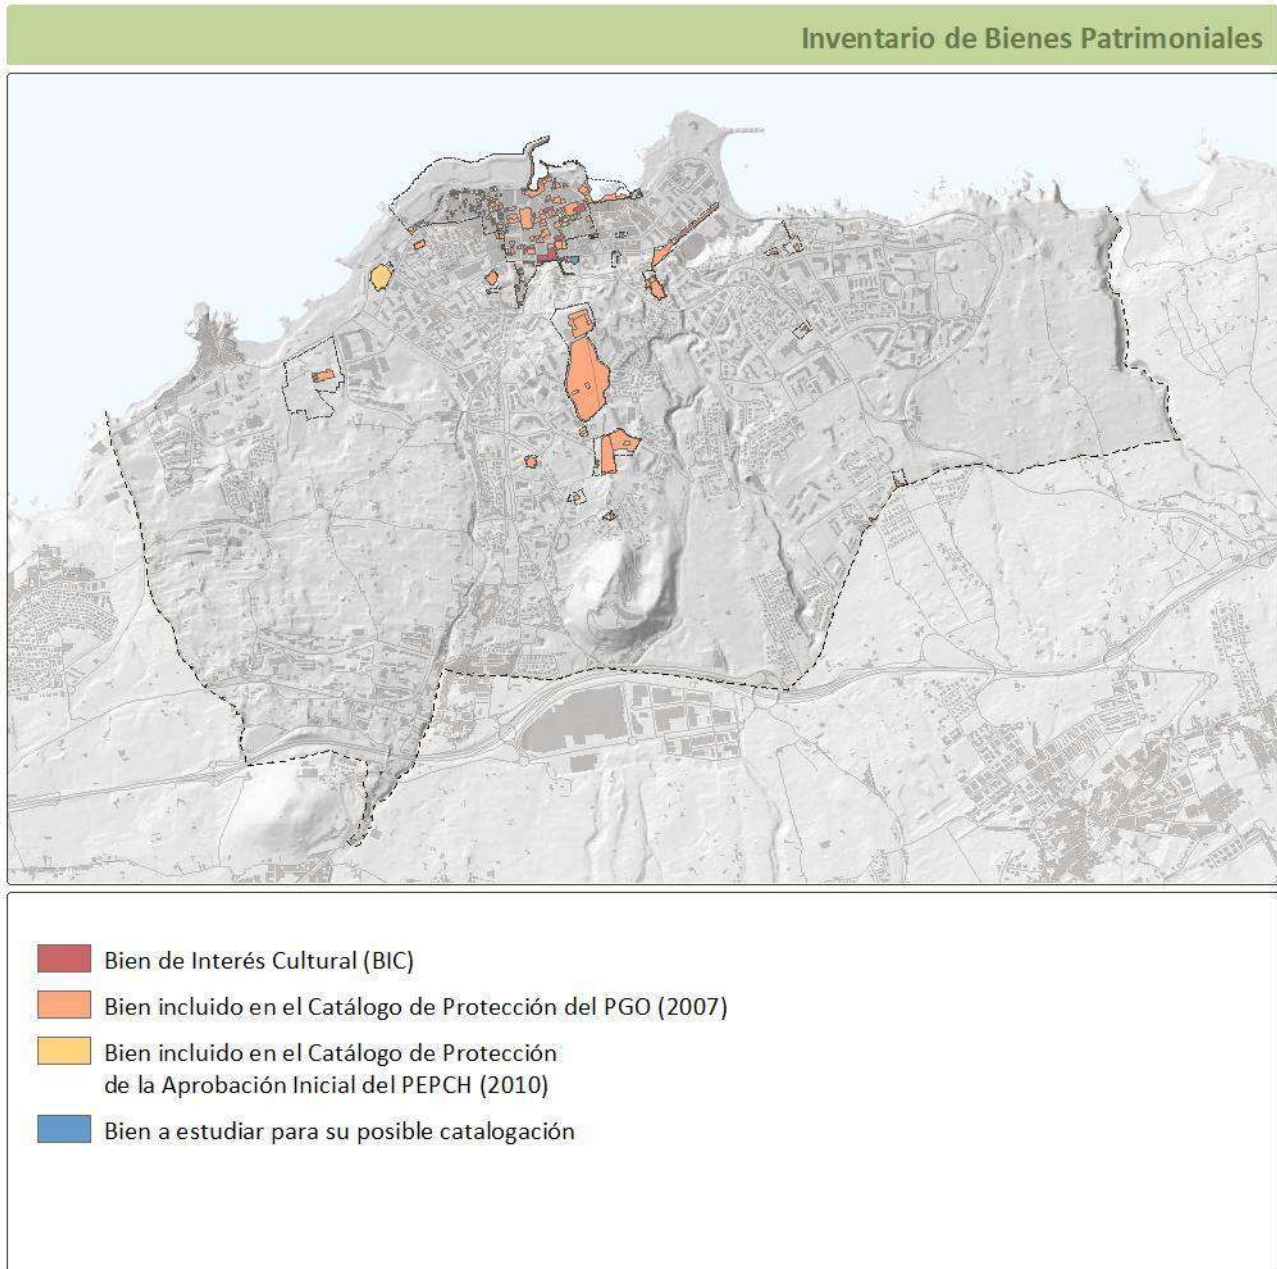 Inventario de Bienes Patrimoniales
Bien de Interés Cultural (BIC)
Bien incluido en el Catálogo de Protección del PGO (2007)
Bien incluido en el Catálogo de Protección
de la Aprobación Inicial del PEPCH (2010)
Bien a estudiar para su posible catalogación